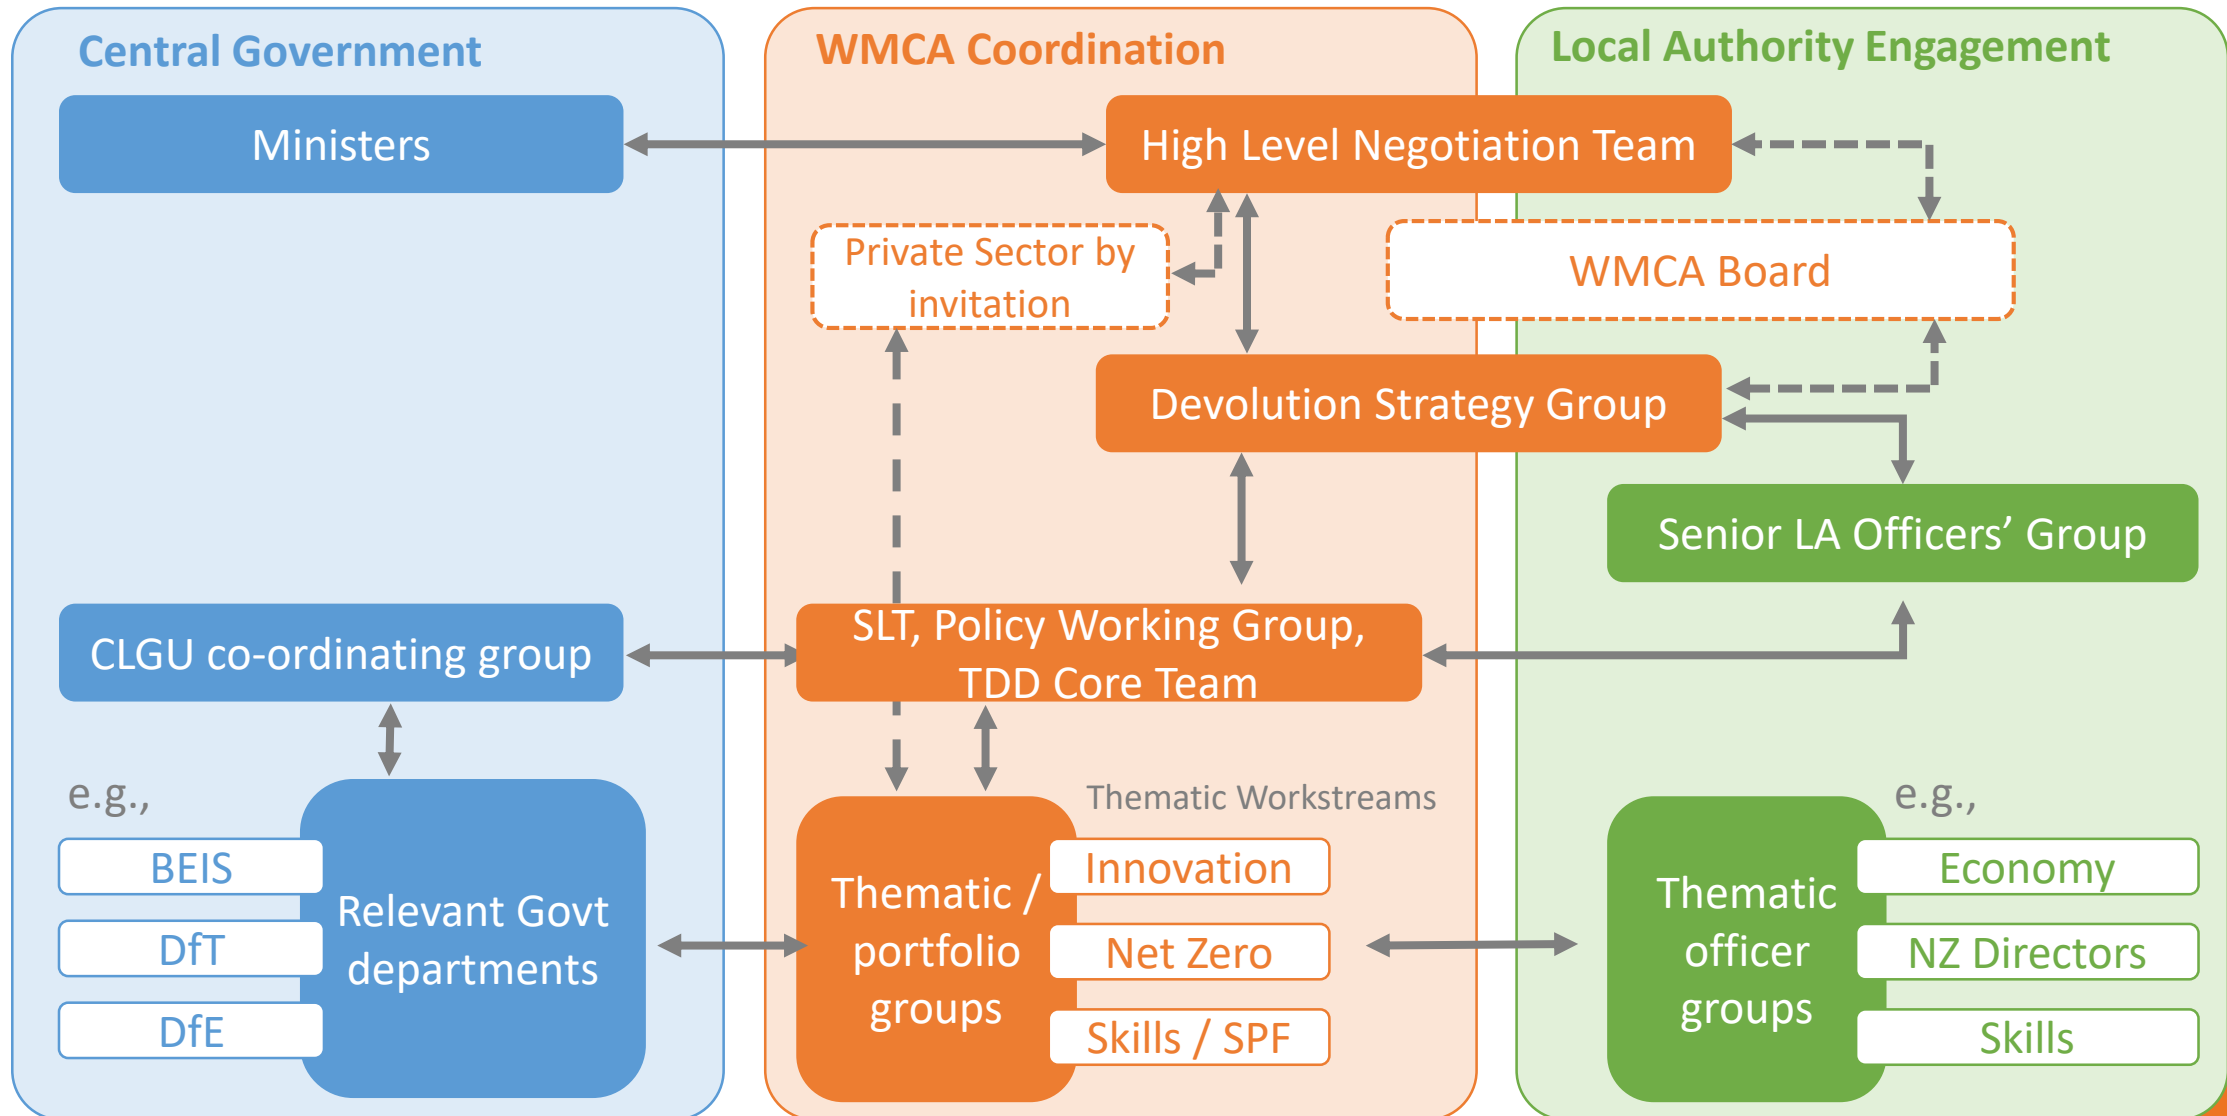 Central Government
WMCA Coordination
Local Authority Engagement
Ministers
High Level Negotiation Team
Private Sector by
invitation
WMCA Board
Devolution Strategy Group
Senior LA Officers’ Group
CLGU co-ordinating group
SLT, Policy Working Group,
TDD Core Team
e.g.,
BEIS
DfT
DfE
Relevant Govt
departments
Thematic Workstreams
Thematic /
portfolio
groups
Innovation
Net Zero
Skills / SPF
Thematic
officer
groups
e.g.,
Economy
NZ Directors
Skills